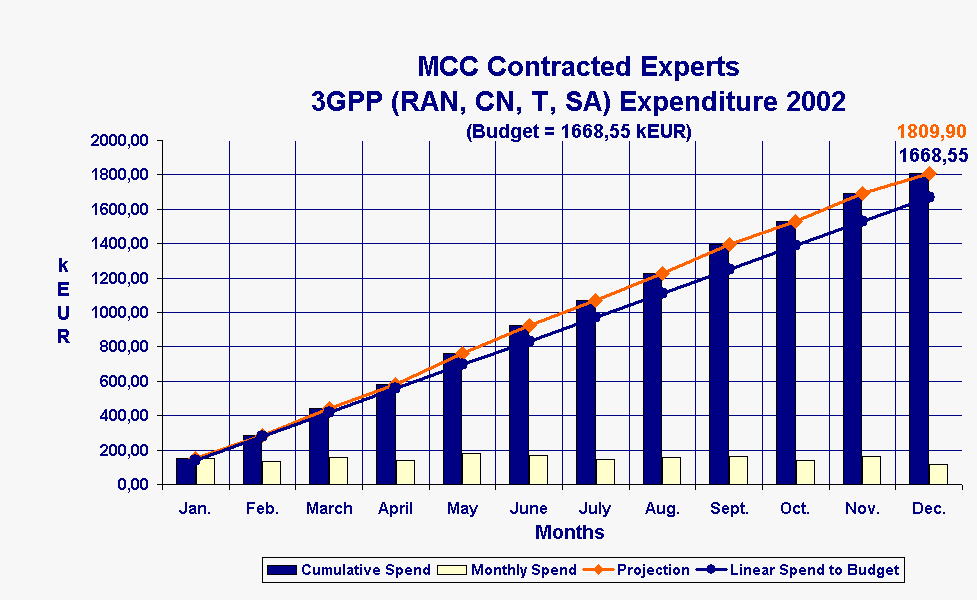 MCC Contracted Experts
3GPP (RAN, CN, T, SA) Expenditure 2002
(Budget = 1668,55 kEUR)
1809,90
1668,55
2000,00
1800,00
1600,00
1400,00
1200,00
1000,00
800,00
600,00
400,00
200,00
0,00
k
E
U
R
Jan. Feb. March April May June July Aug. Sept. Oct. Nov. Dec.
Months
Cumulative Spend Monthly Spend Projection Linear Spend to Budget